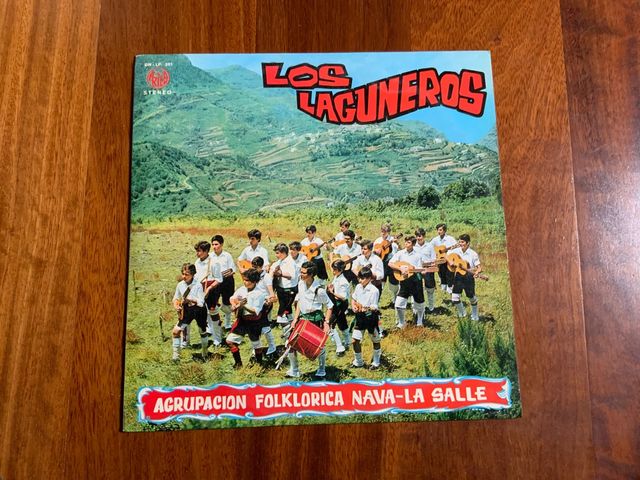 STEREO
LOS
LAGUNEROS
AGRUPACION FOLKLORICA NAVA-LA SALLE